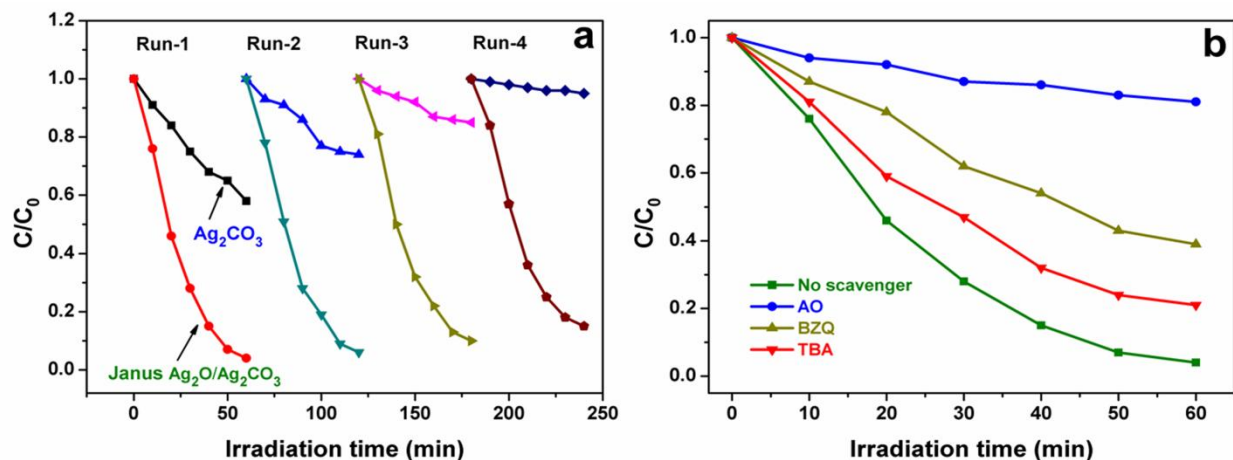 a
Run-1 Run-2 Run-3 Run-4
1.2
1.0
0.8
0.6
0.4
0.2
0.0
C/C₀
Ag₂CO₃
Janus Ag₂O/Ag₂CO₃
0 50 100 150 200 250
Irradiation time (min)
b
1.0
0.8
0.6
0.4
0.2
0.0
C/C₀
No scavenger
AO
BZQ
TBA
0 10 20 30 40 50 60
Irradiation time (min)